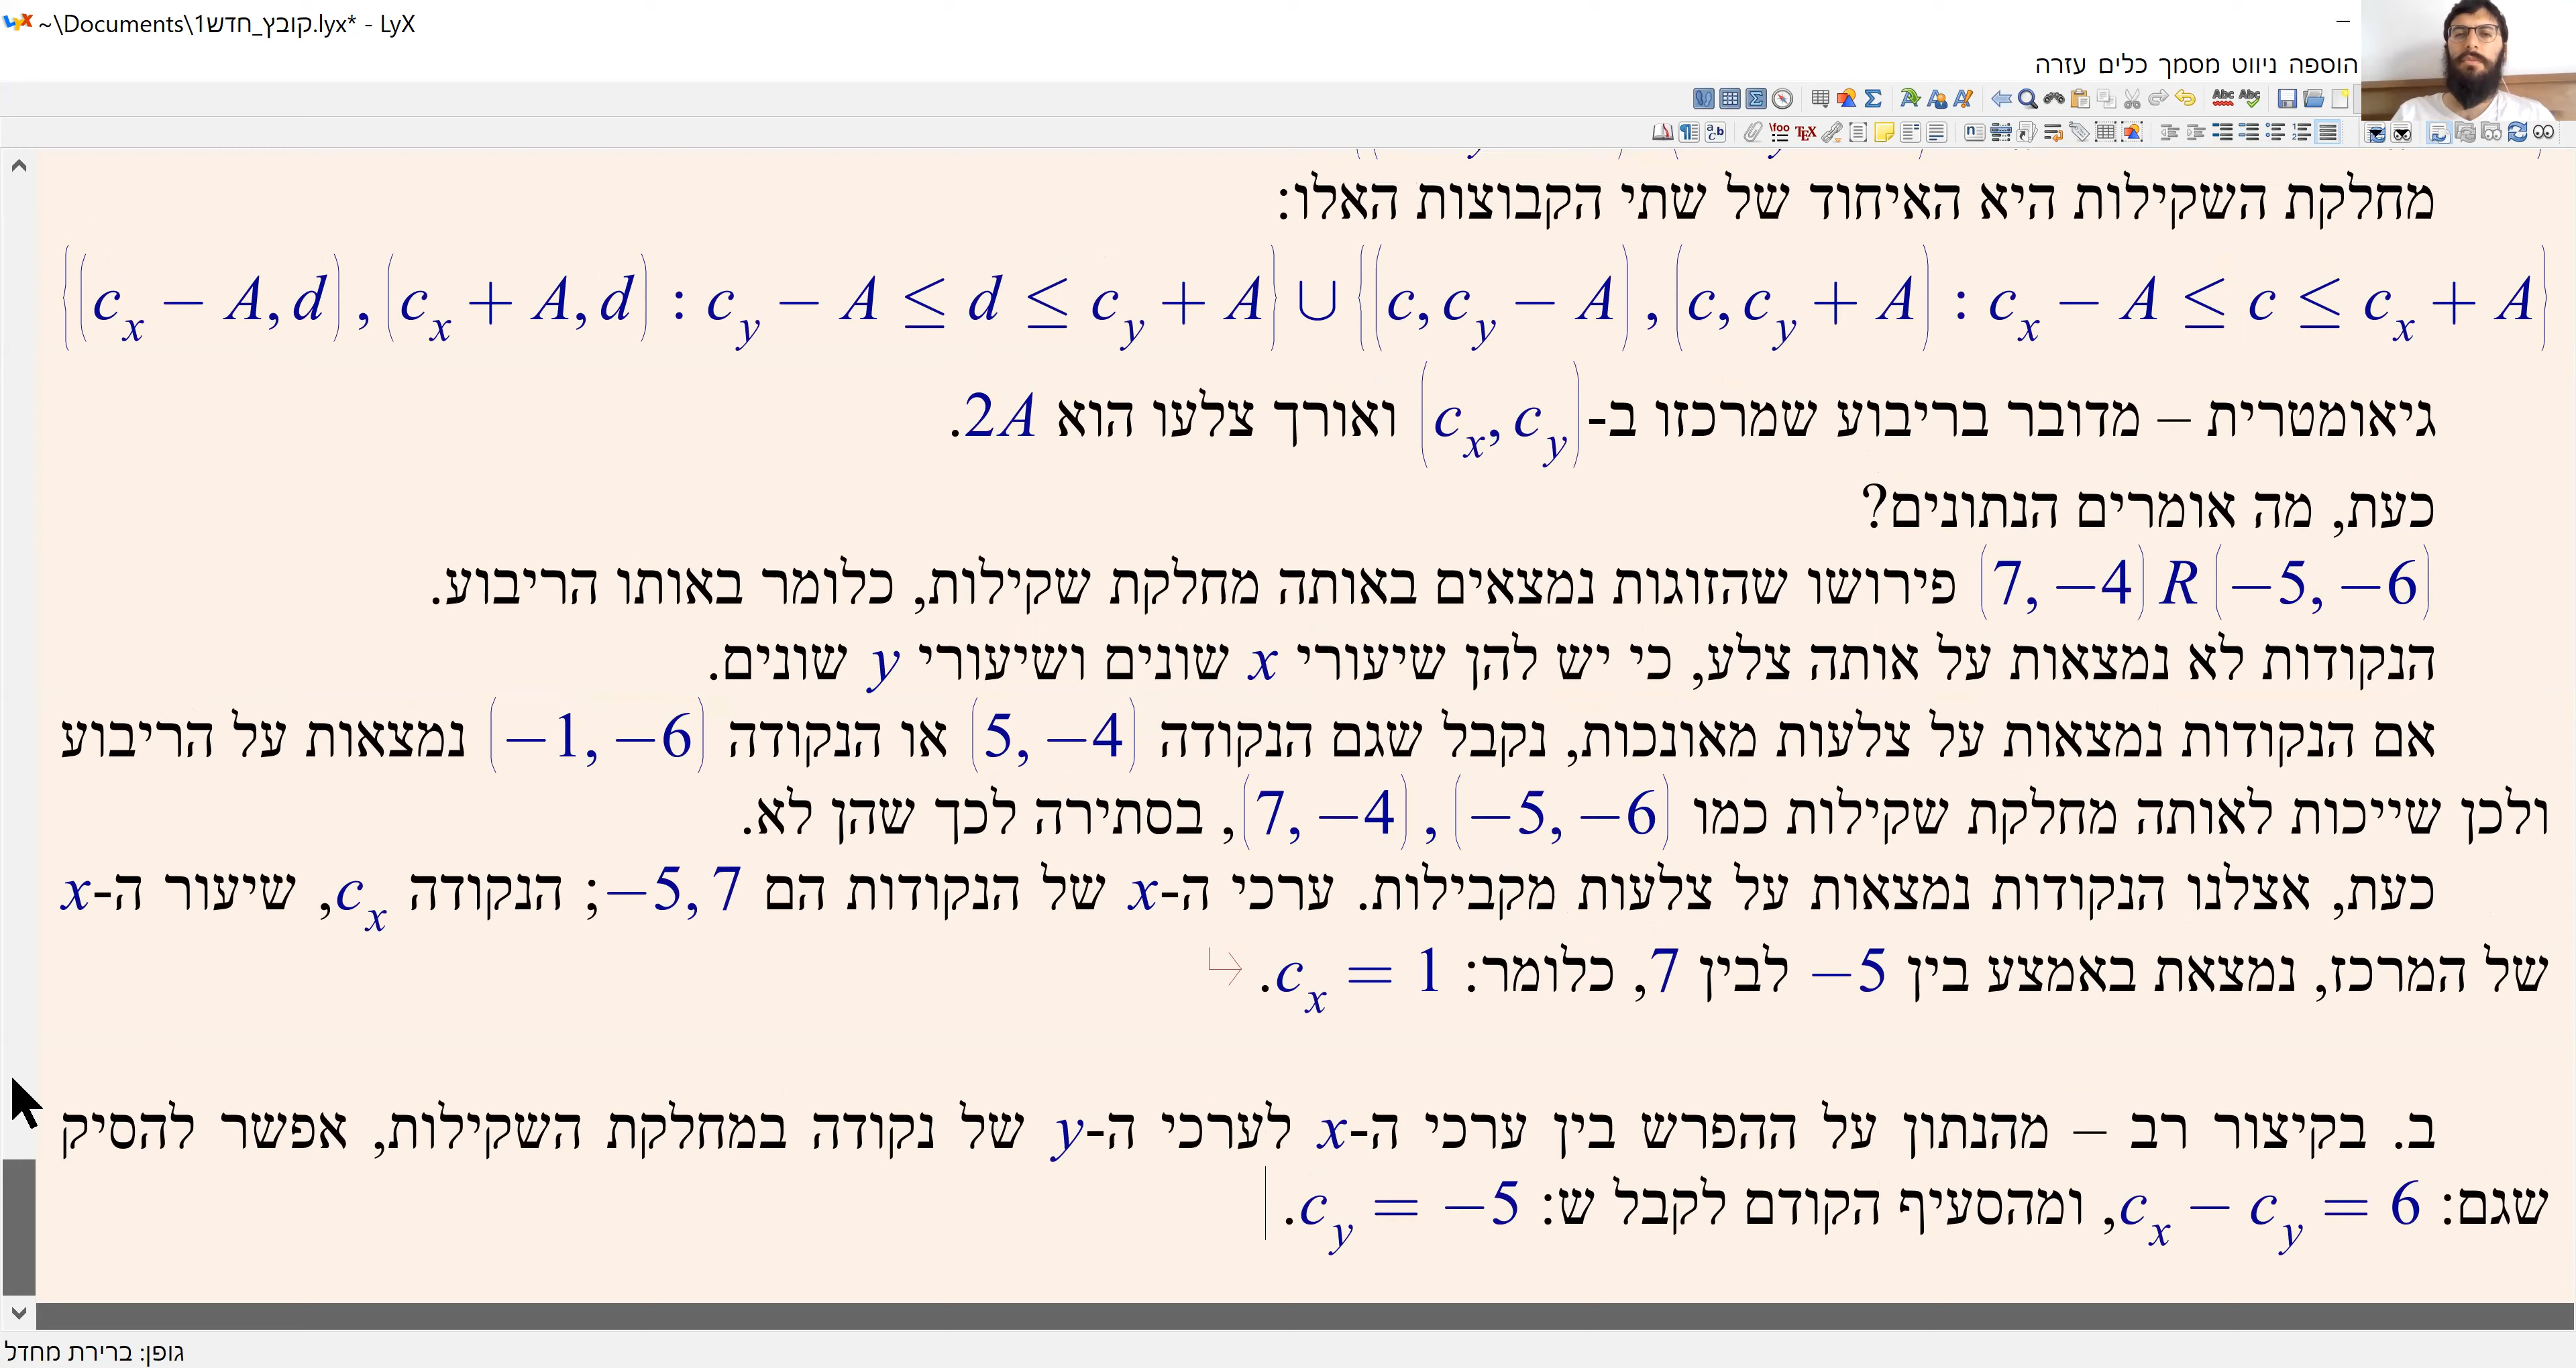 ~\Documents\קובץ_חדש1.lyx* - LyX
הוספה ניווט מסמך כלים עזרה
מחלקת השקילות היא האיחוד של שתי הקבוצות האלו:
{(c_x − A, d), (c_x + A, d) : c_y − A ≤ d ≤ c_y + A} ∪ {(c, c_y − A), (c, c_y + A) : c_x − A ≤ c ≤ c_x + A}
גיאומטרית – מדובר בריבוע שמרכזו ב-(c_x, c_y) ואורך צלעו הוא 2A.
כעת, מה אומרים הנתונים?
(7, −4) R (−5, −6) פירושו שהזוגות נמצאים באותה מחלקת שקילות, כלומר באותו הריבוע.
הנקודות לא נמצאות על אותה צלע, כי יש להן שיעורי x שונים ושיעורי y שונים.
אם הנקודות נמצאות על צלעות מאונכות, נקבל שגם הנקודה (5, −4) או הנקודה (−1, −6) נמצאות על הריבוע
ולכן שייכות לאותה מחלקת שקילות כמו (7, −4), (−5, −6), בסתירה לכך שהן לא.
כעת, אצלנו הנקודות נמצאות על צלעות מקבילות. ערכי ה-x של הנקודות הם −5, 7; הנקודה c_x, שיעור ה-x
של המרכז, נמצאת באמצע בין −5 לבין 7, כלומר: c_x = 1.
ב. בקיצור רב – מהנתון על ההפרש בין ערכי ה-x לערכי ה-y של נקודה במחלקת השקילות, אפשר להסיק
שגם: c_x − c_y = 6, ומהסעיף הקודם לקבל ש: c_y = −5.
גופן: ברירת מחדל